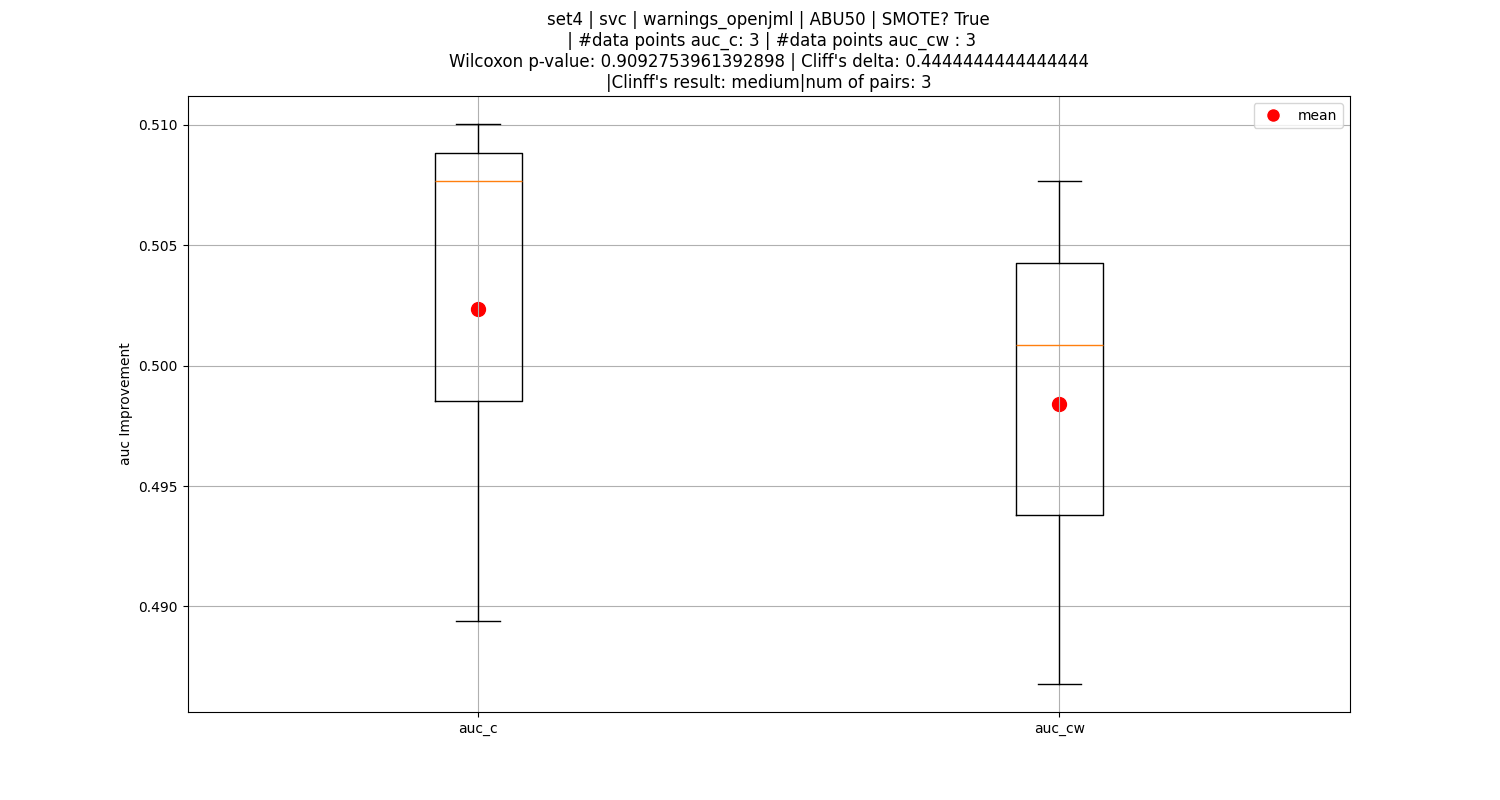 set4 | svc | warnings_openjml | ABU50 | SMOTE? True
| #data points auc_c: 3 | #data points auc_cw : 3
Wilcoxon p-value: 0.9092753961392898 | Cliff's delta: 0.4444444444444444
|Clinff's result: medium|num of pairs: 3
mean
0.510
0.505
0.500
0.495
0.490
auc Improvement
auc_c
auc_cw